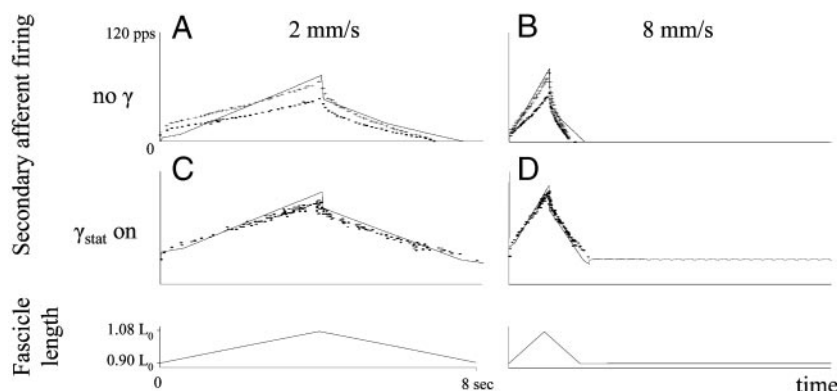 A
2 mm/s
B
8 mm/s
Secondary afferent firing
120 pps
no γ
0
C
D
γstat on
Fascicle
length
1.08 L0
0.90 L0
0
8 sec
time